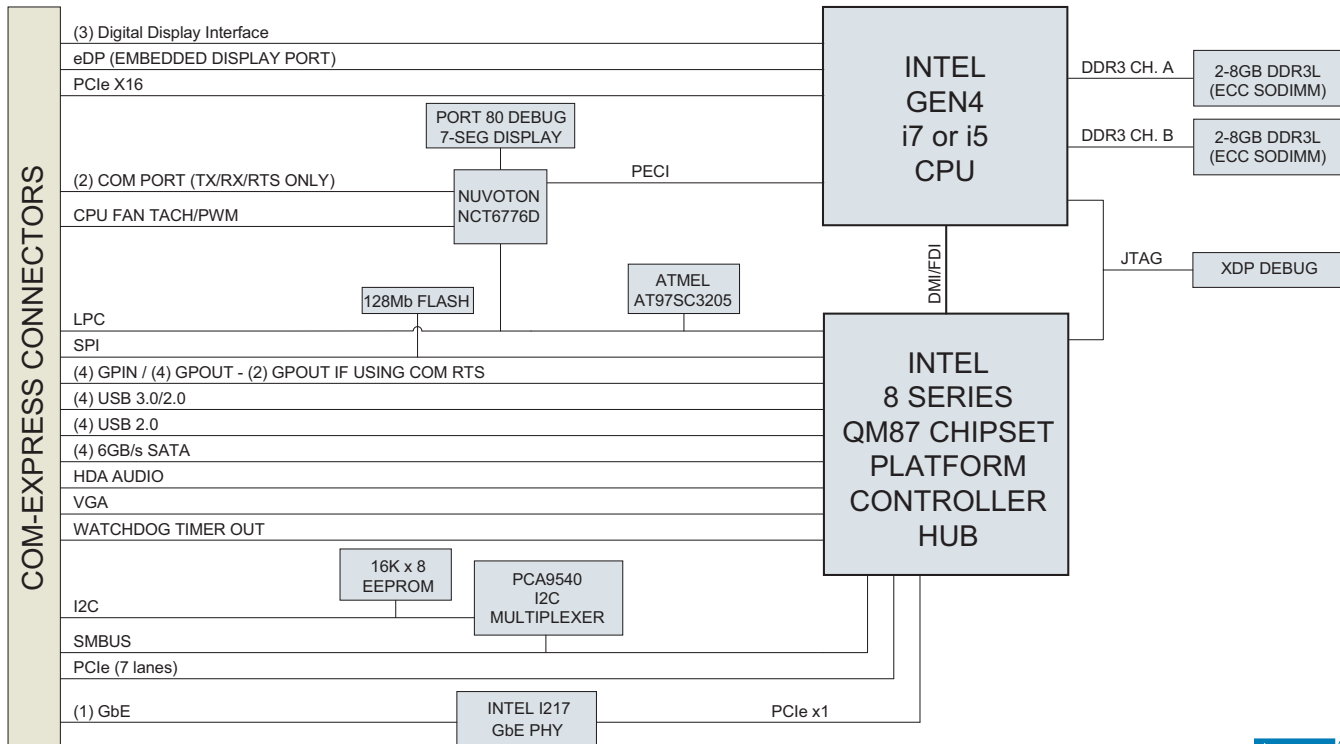 COM-EXPRESS CONNECTORS
(3) Digital Display Interface
eDP (EMBEDDED DISPLAY PORT)
PCIe X16
PORT 80 DEBUG
7-SEG DISPLAY
(2) COM PORT (TX/RX/RTS ONLY)
CPU FAN TACH/PWM
NUVOTON
NCT6776D
PECI
INTEL
GEN4
i7 or i5
CPU
DDR3 CH. A
2-8GB DDR3L
(ECC SODIMM)
DDR3 CH. B
2-8GB DDR3L
(ECC SODIMM)
DMI/FDI
JTAG
XDP DEBUG
128Mb FLASH
ATMEL
AT97SC3205
LPC
SPI
(4) GPIN / (4) GPOUT - (2) GPOUT IF USING COM RTS
(4) USB 3.0/2.0
(4) USB 2.0
(4) 6GB/s SATA
HDA AUDIO
VGA
WATCHDOG TIMER OUT
INTEL
8 SERIES
QM87 CHIPSET
PLATFORM
CONTROLLER
HUB
16K x 8
EEPROM
PCA9540
I2C
MULTIPLEXER
I2C
SMBUS
PCIe (7 lanes)
(1) GbE
INTEL I217
GbE PHY
PCIe x1